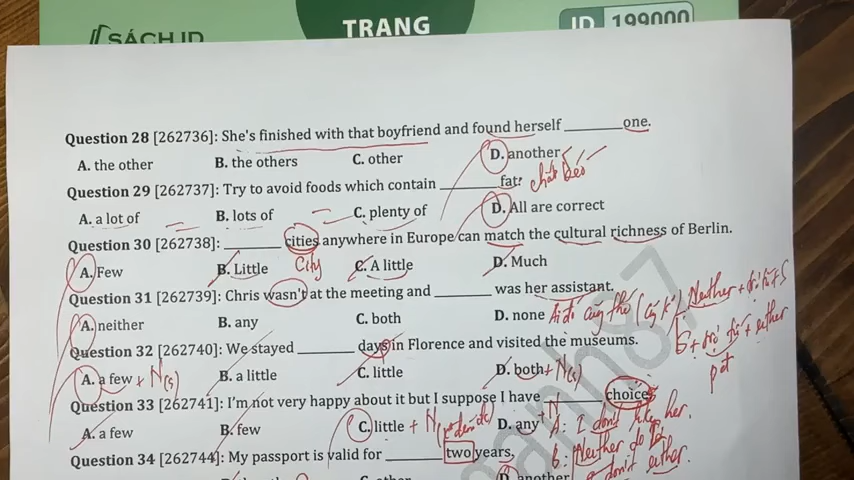 SÁCH ID
TRANG
ID 199000
Question 28 [262736]: She's finished with that boyfriend and found herself ________ one.
A. the other B. the others C. other D. another
Question 29 [262737]: Try to avoid foods which contain ________ fat? chất béo
A. a lot of B. lots of C. plenty of D. All are correct
Question 30 [262738]: ________ cities anywhere in Europe can match the cultural richness of Berlin.
City
A. Few B. Little C. A little D. Much
Question 31 [262739]: Chris wasn't at the meeting and ________ was her assistant.
A. neither B. any C. both D. none
Neither + trợ từ + S
Question 32 [262740]: We stayed ________ days in Florence and visited the museums.
A. a few + N(s) B. a little C. little D. both + N(s)
Question 33 [262741]: I'm not very happy about it but I suppose I have ________ choices
A. a few B. few C. little + N D. any + N
A: I don't like her.
Question 34 [262744]: My passport is valid for ________ two years,
B: Neither do I
don't either.
D. another